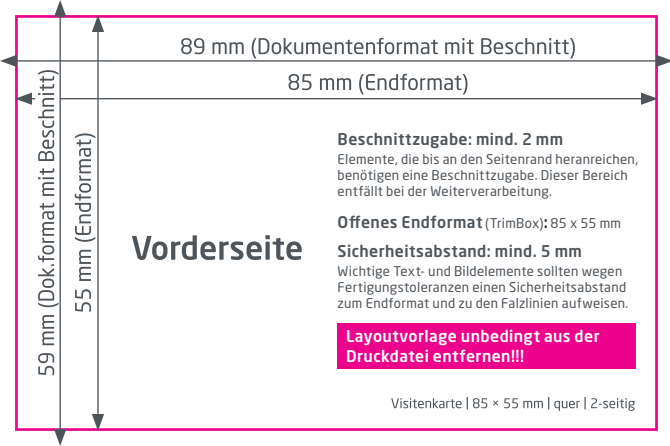 89 mm (Dokumentenformat mit Beschnitt)
85 mm (Endformat)
59 mm (Dok.format mit Beschnitt)
55 mm (Endformat)
Vorderseite
Beschnittzugabe: mind. 2 mm
Elemente, die bis an den Seitenrand heranreichen,
benötigen eine Beschnittzugabe. Dieser Bereich
entfällt bei der Weiterverarbeitung.
Offenes Endformat (TrimBox): 85 x 55 mm
Sicherheitsabstand: mind. 5 mm
Wichtige Text- und Bildelemente sollten wegen
Fertigungstoleranzen einen Sicherheitsabstand
zum Endformat und zu den Falzlinien aufweisen.
Layoutvorlage unbedingt aus der
Druckdatei entfernen!!!
Visitenkarte | 85 × 55 mm | quer | 2-seitig